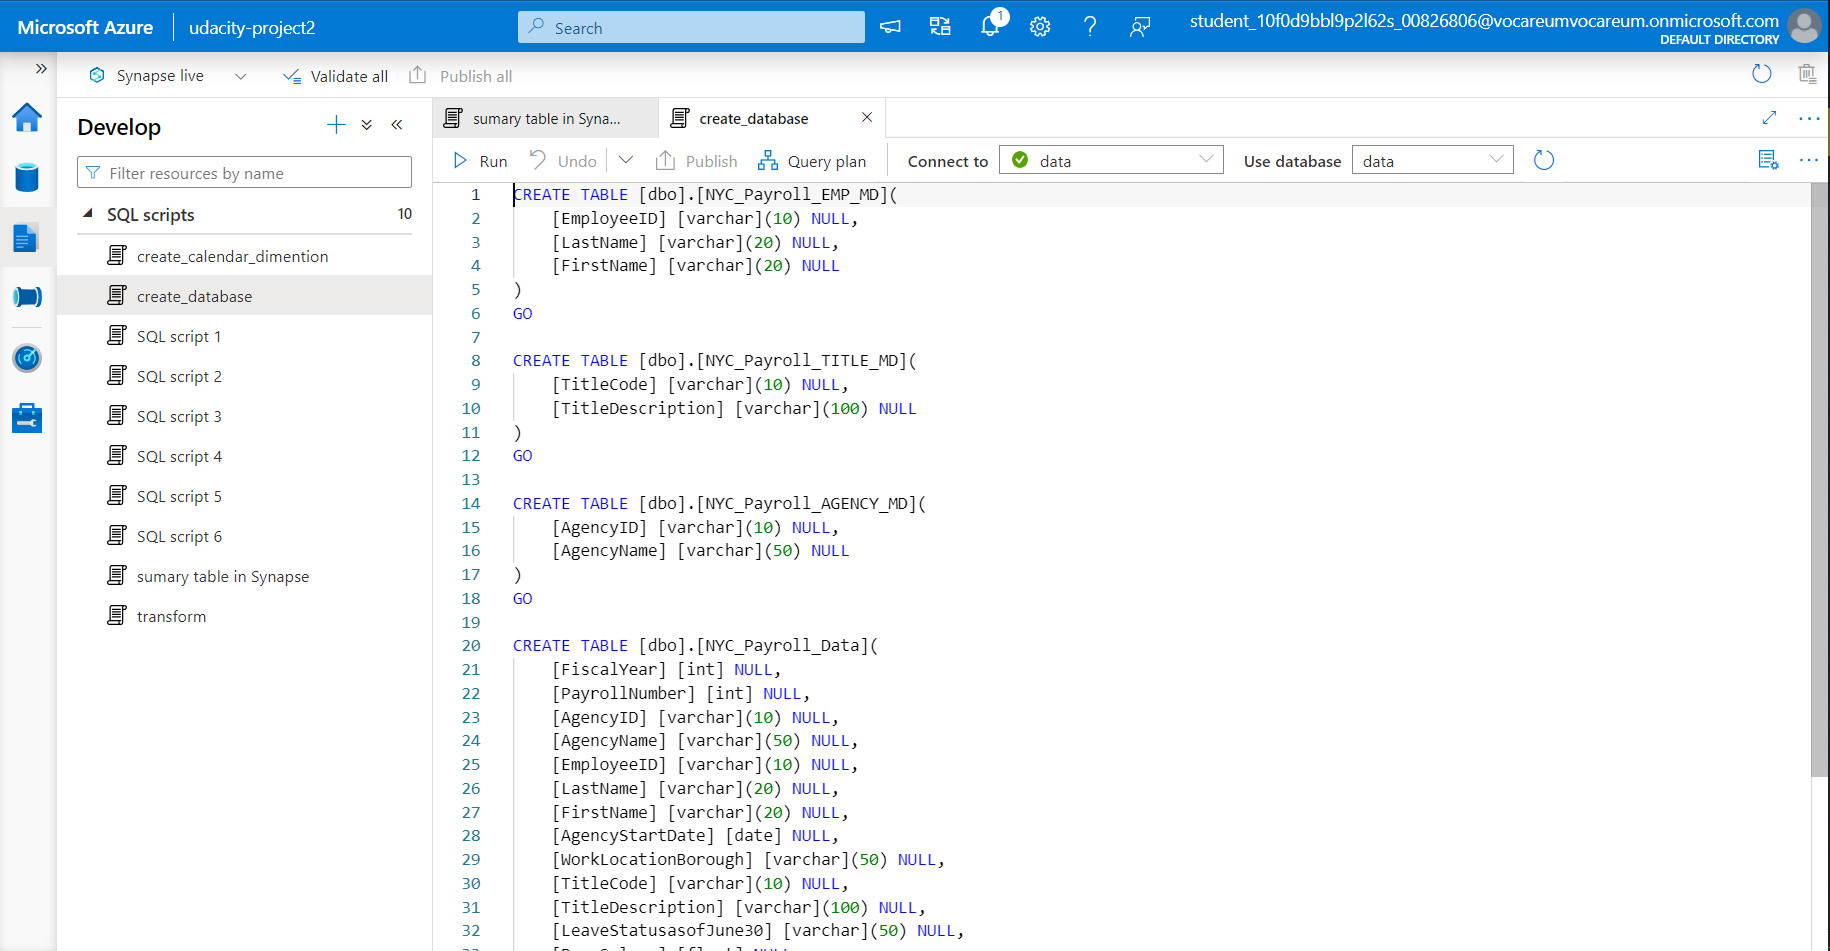 Microsoft Azure
udacity-project2
Search
1
student_10f0d9bbl9p2l62s_00826806@vocareumvocareum.onmicrosoft.com
DEFAULT DIRECTORY
Synapse live
Validate all
Publish all
Develop
Filter resources by name
SQL scripts 10
create_calendar_dimention
create_database
SQL script 1
SQL script 2
SQL script 3
SQL script 4
SQL script 5
SQL script 6
sumary table in Synapse
transform
sumary table in Syna...
create_database
Run
Undo
Publish
Query plan
Connect to
data
Use database
data
1 CREATE TABLE [dbo].[NYC_Payroll_EMP_MD](
2 [EmployeeID] [varchar](10) NULL,
3 [LastName] [varchar](20) NULL,
4 [FirstName] [varchar](20) NULL
5 )
6 GO
7
8 CREATE TABLE [dbo].[NYC_Payroll_TITLE_MD](
9 [TitleCode] [varchar](10) NULL,
10 [TitleDescription] [varchar](100) NULL
11 )
12 GO
13
14 CREATE TABLE [dbo].[NYC_Payroll_AGENCY_MD](
15 [AgencyID] [varchar](10) NULL,
16 [AgencyName] [varchar](50) NULL
17 )
18 GO
19
20 CREATE TABLE [dbo].[NYC_Payroll_Data](
21 [FiscalYear] [int] NULL,
22 [PayrollNumber] [int] NULL,
23 [AgencyID] [varchar](10) NULL,
24 [AgencyName] [varchar](50) NULL,
25 [EmployeeID] [varchar](10) NULL,
26 [LastName] [varchar](20) NULL,
27 [FirstName] [varchar](20) NULL,
28 [AgencyStartDate] [date] NULL,
29 [WorkLocationBorough] [varchar](50) NULL,
30 [TitleCode] [varchar](10) NULL,
31 [TitleDescription] [varchar](100) NULL,
32 [LeaveStatusasofJune30] [varchar](50) NULL,